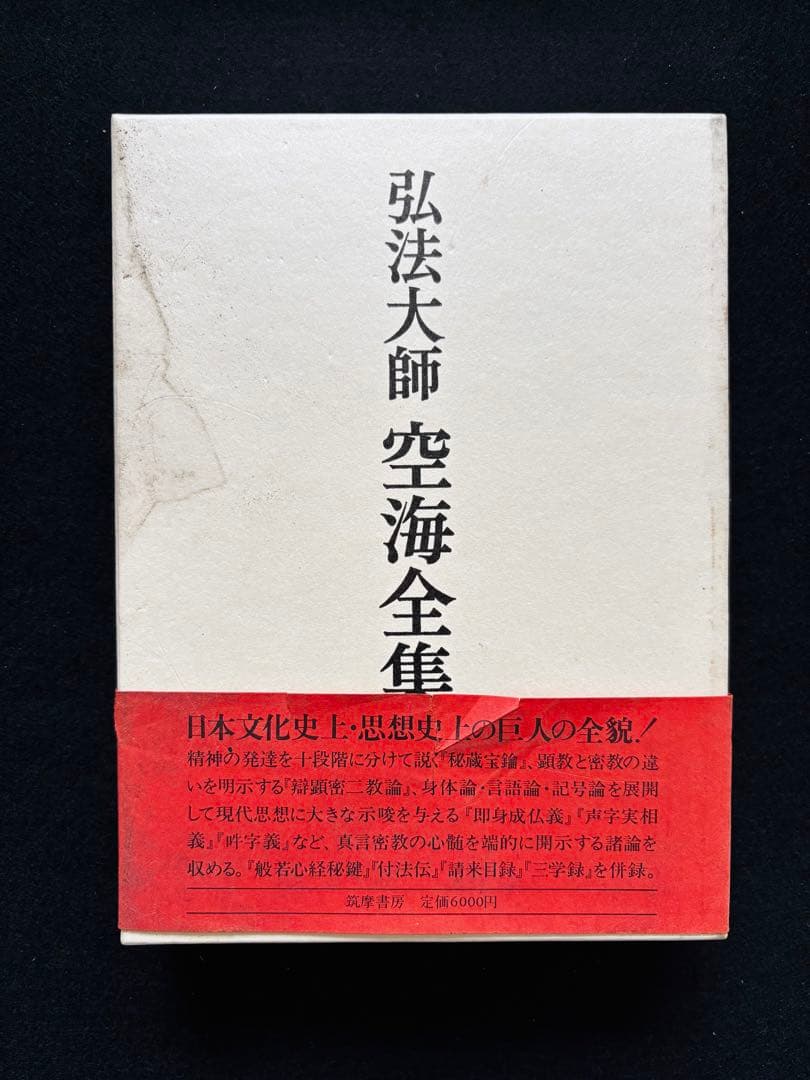 弘法大師 空海全集
日本文化史上・思想史上の巨人の全貌!
精神の発達を十段階に分けて説く『秘蔵宝鑰』、顕教と密教の違
いを明示する『辯顕密二教論』、身体論・言語論・記号論を展開
して現代思想に大きな示唆を与える『即身成仏義』『声字実相
義』『吽字義』など、真言密教の心髄を端的に開示する諸論を
収める。『般若心経秘鍵』『付法伝』『請来目録』『三学録』を併録。
筑摩書房 定価6000円